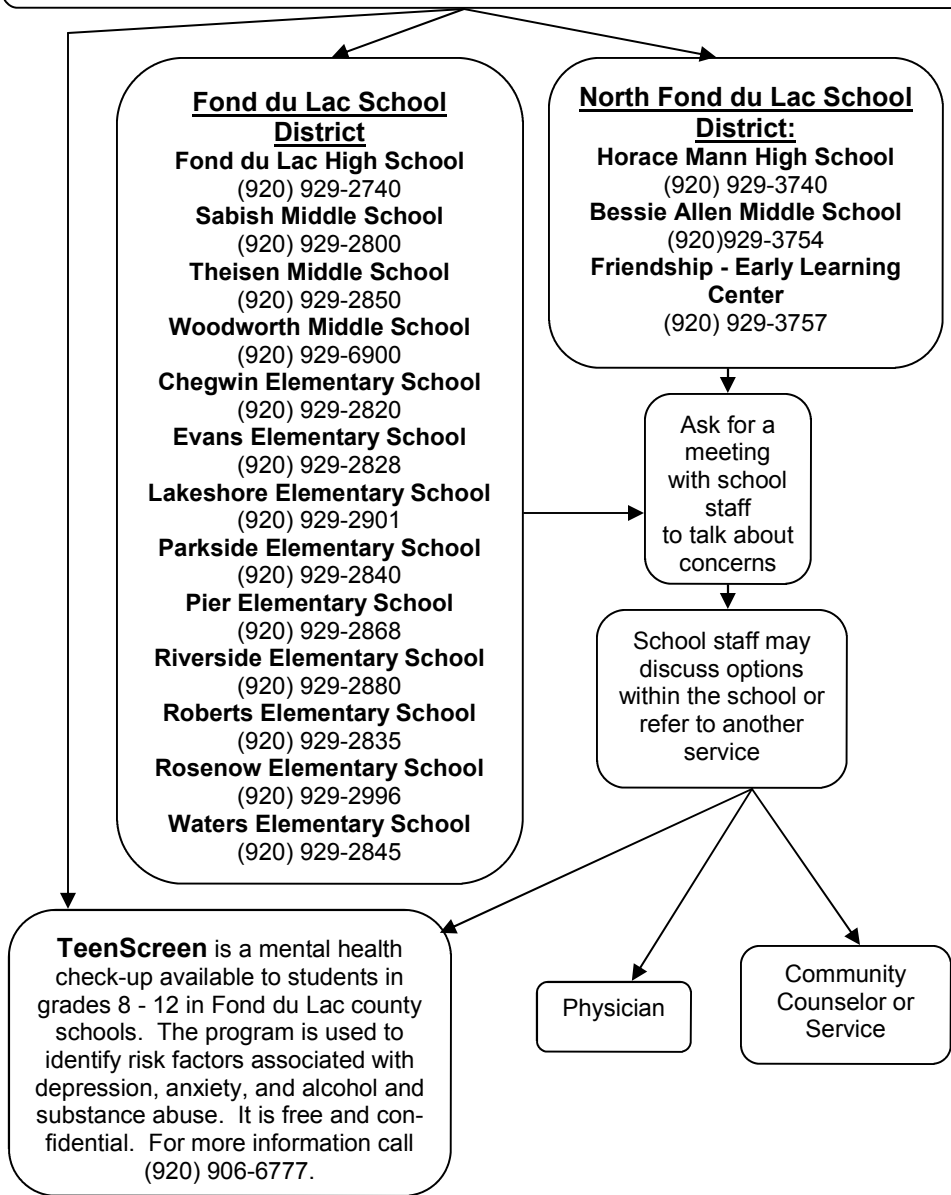 Fond du Lac School
District
Fond du Lac High School
(920) 929-2740
Sabish Middle School
(920) 929-2800
Theisen Middle School
(920) 929-2850
Woodworth Middle School
(920) 929-6900
Chegwin Elementary School
(920) 929-2820
Evans Elementary School
(920) 929-2828
Lakeshore Elementary School
(920) 929-2901
Parkside Elementary School
(920) 929-2840
Pier Elementary School
(920) 929-2868
Riverside Elementary School
(920) 929-2880
Roberts Elementary School
(920) 929-2835
Rosenow Elementary School
(920) 929-2996
Waters Elementary School
(920) 929-2845
North Fond du Lac School
District:
Horace Mann High School
(920) 929-3740
Bessie Allen Middle School
(920)929-3754
Friendship - Early Learning
Center
(920) 929-3757
Ask for a
meeting
with school
staff
to talk about
concerns
School staff may
discuss options
within the school or
refer to another
service
TeenScreen is a mental health
check-up available to students in
grades 8 - 12 in Fond du Lac county
schools. The program is used to
identify risk factors associated with
depression, anxiety, and alcohol and
substance abuse. It is free and con-
fidential. For more information call
(920) 906-6777.
Physician
Community
Counselor or
Service